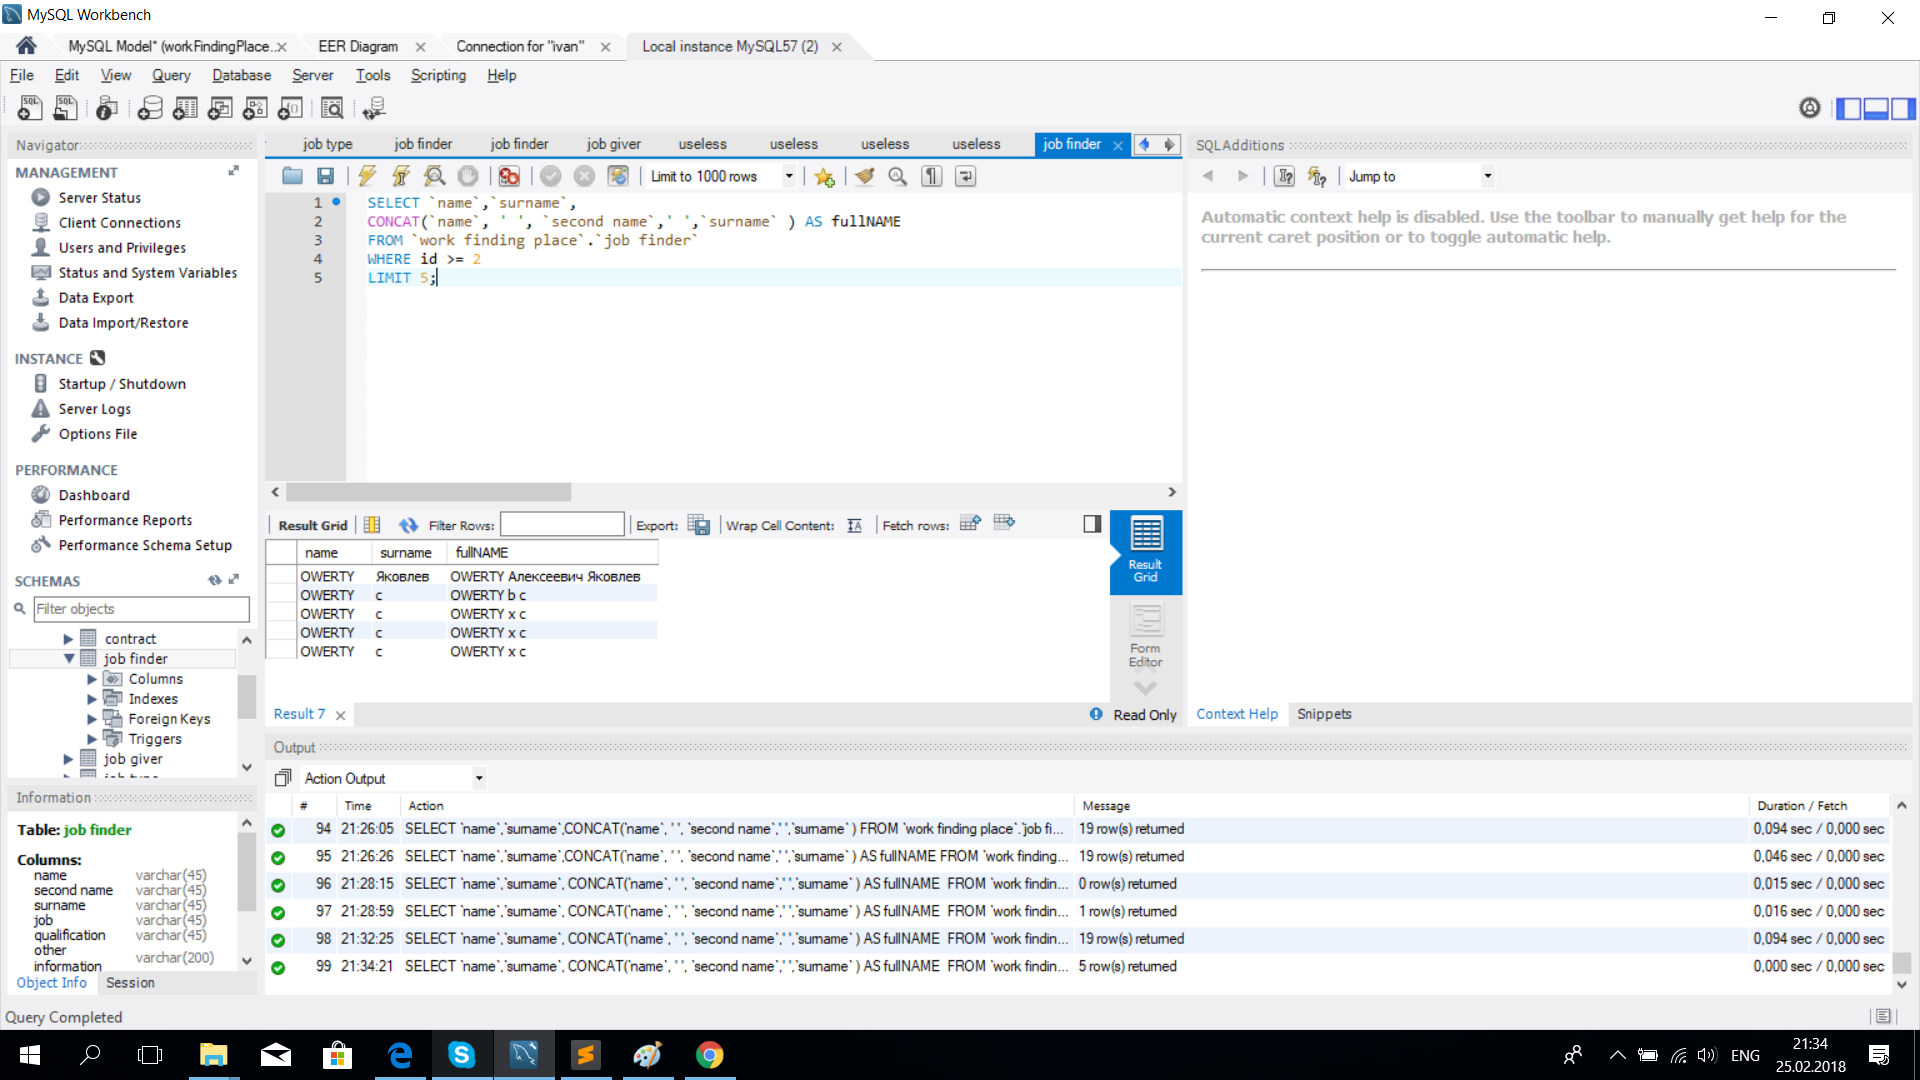 MySQL Workbench
MySQL Model* (workFindingPlace..
EER Diagram
Connection for "ivan"
Local instance MySQL57 (2)
File Edit View Query Database Server Tools Scripting Help
Navigator
job type
job finder
job finder
job giver
useless
useless
useless
useless
job finder
SQLAdditions
MANAGEMENT
Server Status
Client Connections
Users and Privileges
Status and System Variables
Data Export
Data Import/Restore
INSTANCE
Startup / Shutdown
Server Logs
Options File
PERFORMANCE
Dashboard
Performance Reports
Performance Schema Setup
SCHEMAS
Filter objects
contract
job finder
Columns
Indexes
Foreign Keys
Triggers
job giver
job type
Information
Table: job finder
Columns:
name varchar(45)
second name varchar(45)
surname varchar(45)
job varchar(45)
qualification varchar(45)
other
information varchar(200)
Object Info Session
Limit to 1000 rows
1 SELECT `name`,`surname`,
2 CONCAT(`name`, ' ', `second name`,' ',`surname` ) AS fullNAME
3 FROM `work finding place`.`job finder`
4 WHERE id >= 2
5 LIMIT 5;
Jump to
Automatic context help is disabled. Use the toolbar to manually get help for the
current caret position or to toggle automatic help.
Result Grid Filter Rows: Export: Wrap Cell Content: Fetch rows:
name surname fullNAME
QWERTY Яковлев QWERTY Алексеевич Яковлев
QWERTY c QWERTY b c
QWERTY c QWERTY x c
QWERTY c QWERTY x c
QWERTY c QWERTY x c
Result
Grid
Form
Editor
Result 7
Read Only
Context Help Snippets
Output
Action Output
# Time Action Message Duration / Fetch
94 21:26:05 SELECT `name`,`surname`,CONCAT(`name`, ' ', `second name`,' ',`surname` ) FROM `work finding place`.`job fi... 19 row(s) returned 0,094 sec / 0,000 sec
95 21:26:26 SELECT `name`,`surname`,CONCAT(`name`, ' ', `second name`,' ',`surname` ) AS fullNAME FROM `work finding... 19 row(s) returned 0,046 sec / 0,000 sec
96 21:28:15 SELECT `name`,`surname`, CONCAT(`name`, ' ', `second name`,' ',`surname` ) AS fullNAME FROM `work findin... 0 row(s) returned 0,015 sec / 0,000 sec
97 21:28:59 SELECT `name`,`surname`, CONCAT(`name`, ' ', `second name`,' ',`surname` ) AS fullNAME FROM `work findin... 1 row(s) returned 0,016 sec / 0,000 sec
98 21:32:25 SELECT `name`,`surname`, CONCAT(`name`, ' ', `second name`,' ',`surname` ) AS fullNAME FROM `work findin... 19 row(s) returned 0,094 sec / 0,000 sec
99 21:34:21 SELECT `name`,`surname`, CONCAT(`name`, ' ', `second name`,' ',`surname` ) AS fullNAME FROM `work findin... 5 row(s) returned 0,000 sec / 0,000 sec
Query Completed
ENG
21:34
25.02.2018